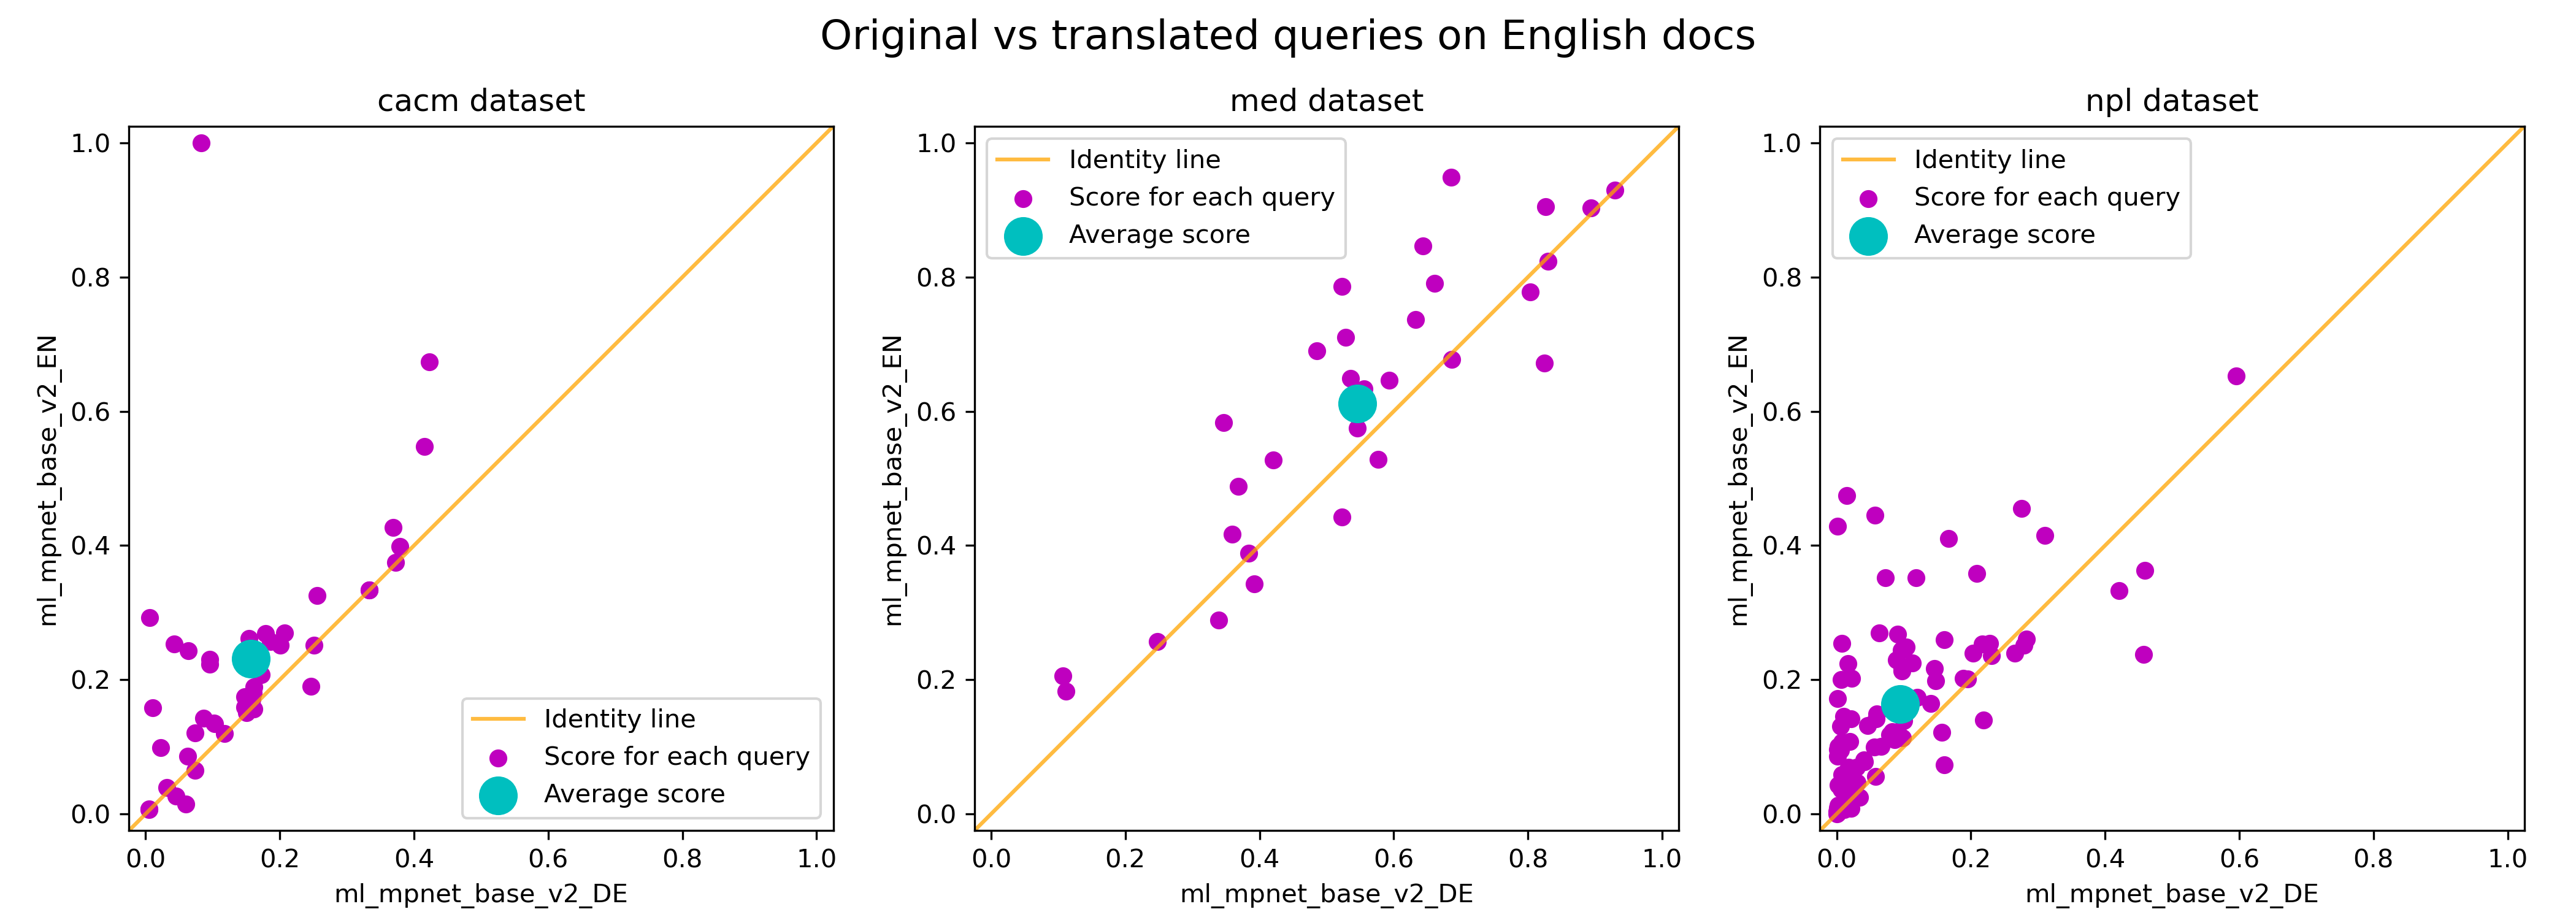 Original vs translated queries on English docs
cacm dataset
1.0
0.8
0.6
0.4
0.2
0.0
ml_mpnet_base_v2_EN
Identity line
Score for each query
Average score
0.0 0.2 0.4 0.6 0.8 1.0
ml_mpnet_base_v2_DE
med dataset
1.0
0.8
0.6
0.4
0.2
0.0
ml_mpnet_base_v2_EN
Identity line
Score for each query
Average score
0.0 0.2 0.4 0.6 0.8 1.0
ml_mpnet_base_v2_DE
npl dataset
1.0
0.8
0.6
0.4
0.2
0.0
ml_mpnet_base_v2_EN
Identity line
Score for each query
Average score
0.0 0.2 0.4 0.6 0.8 1.0
ml_mpnet_base_v2_DE